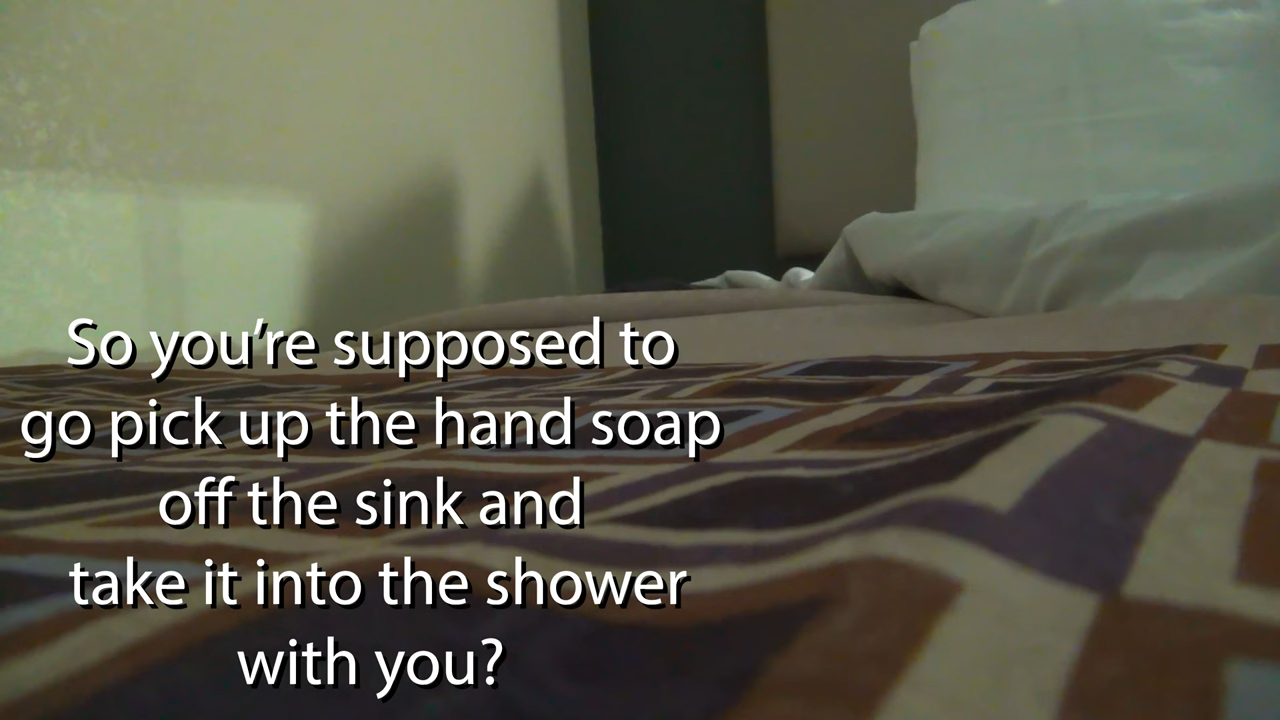 So you’re supposed to
go pick up the hand soap
off the sink and
take it into the shower
with you?